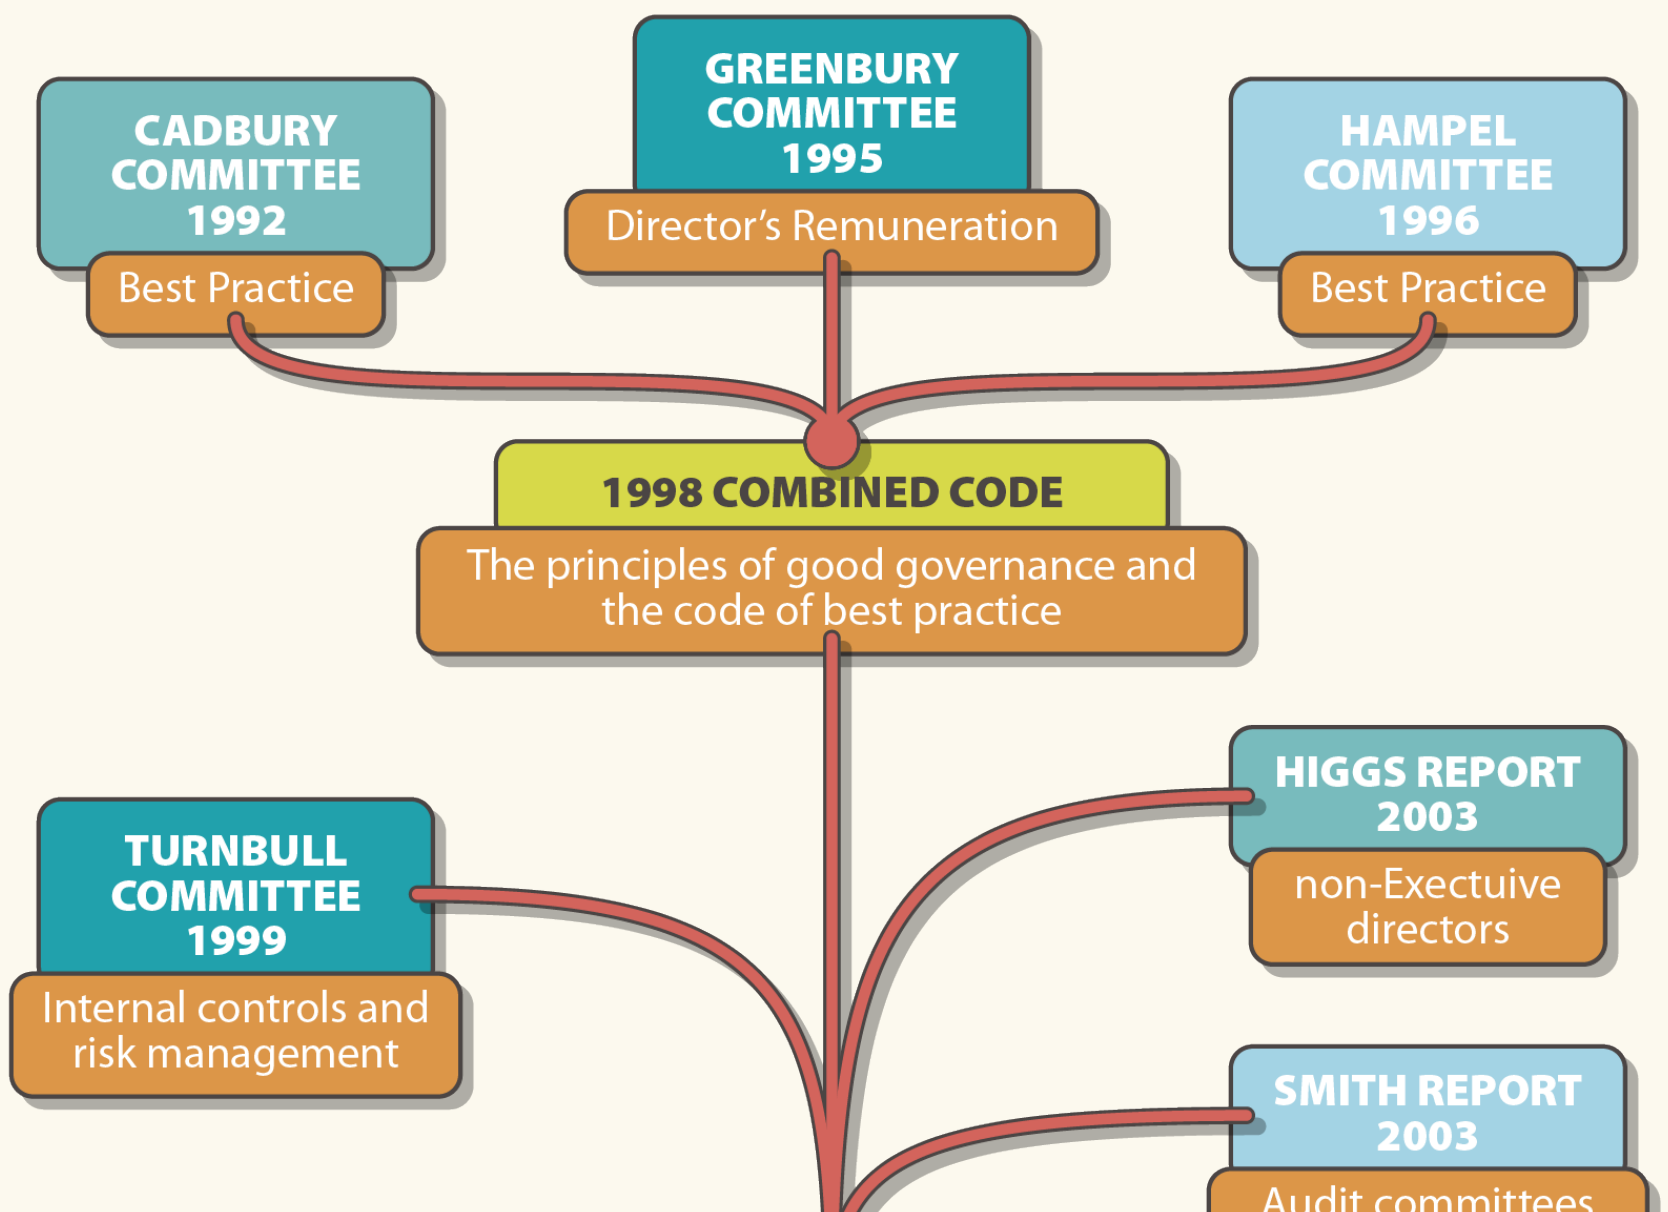 GREENBURY
COMMITTEE
1995
Director's Remuneration
CADBURY
COMMITTEE
1992
Best Practice
HAMPEL
COMMITTEE
1996
Best Practice
1998 COMBINED CODE
The principles of good governance and
the code of best practice
HIGGS REPORT
2003
non-Exectuive
directors
TURNBULL
COMMITTEE
1999
Internal controls and
risk management
SMITH REPORT
2003
Audit committees